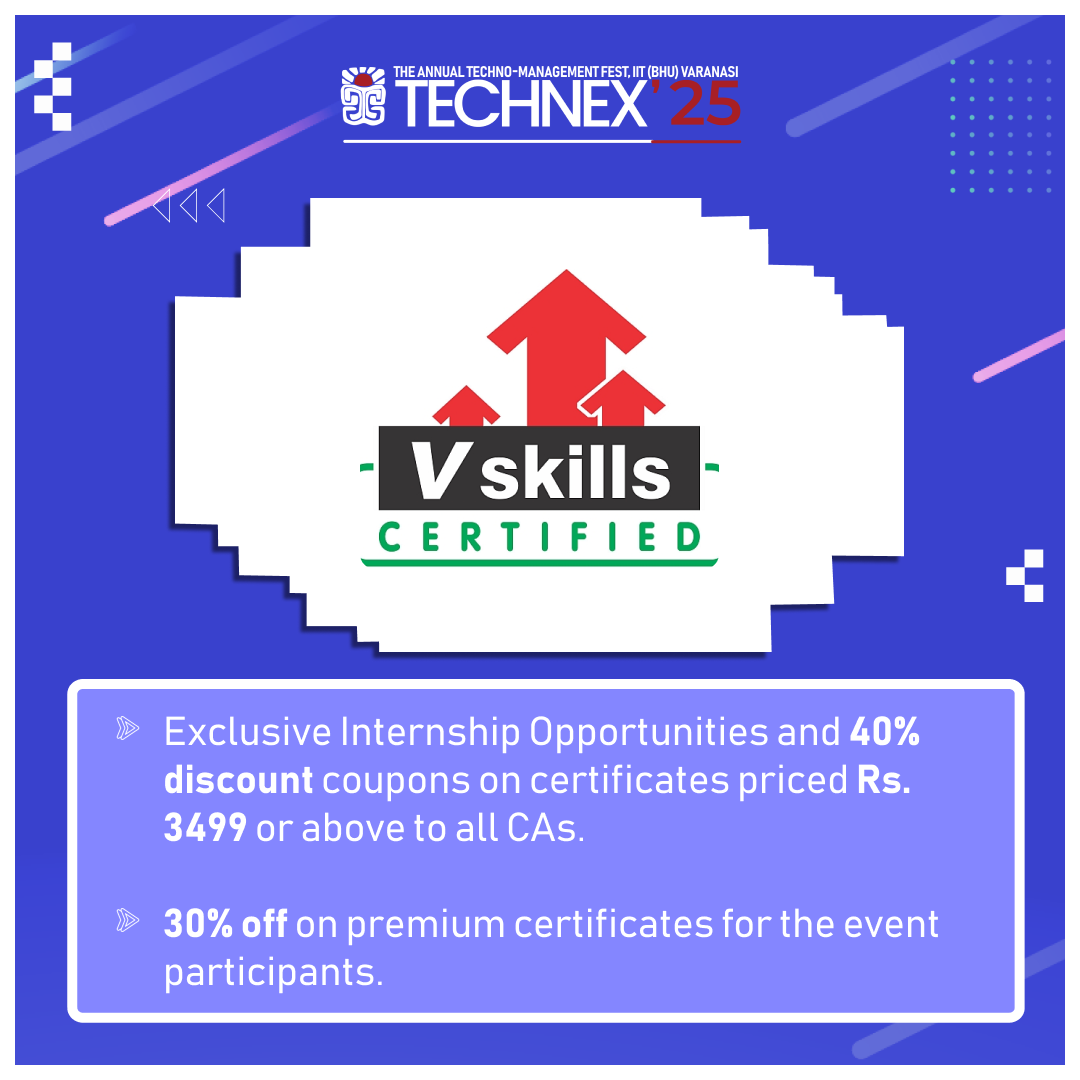 THE ANNUAL TECHNO-MANAGEMENT FEST, IIT (BHU) VARANASI
TECHNEX'25
Vskills
CERTIFIED
Exclusive Internship Opportunities and 40%
discount coupons on certificates priced Rs.
3499 or above to all CAs.
30% off on premium certificates for the event
participants.